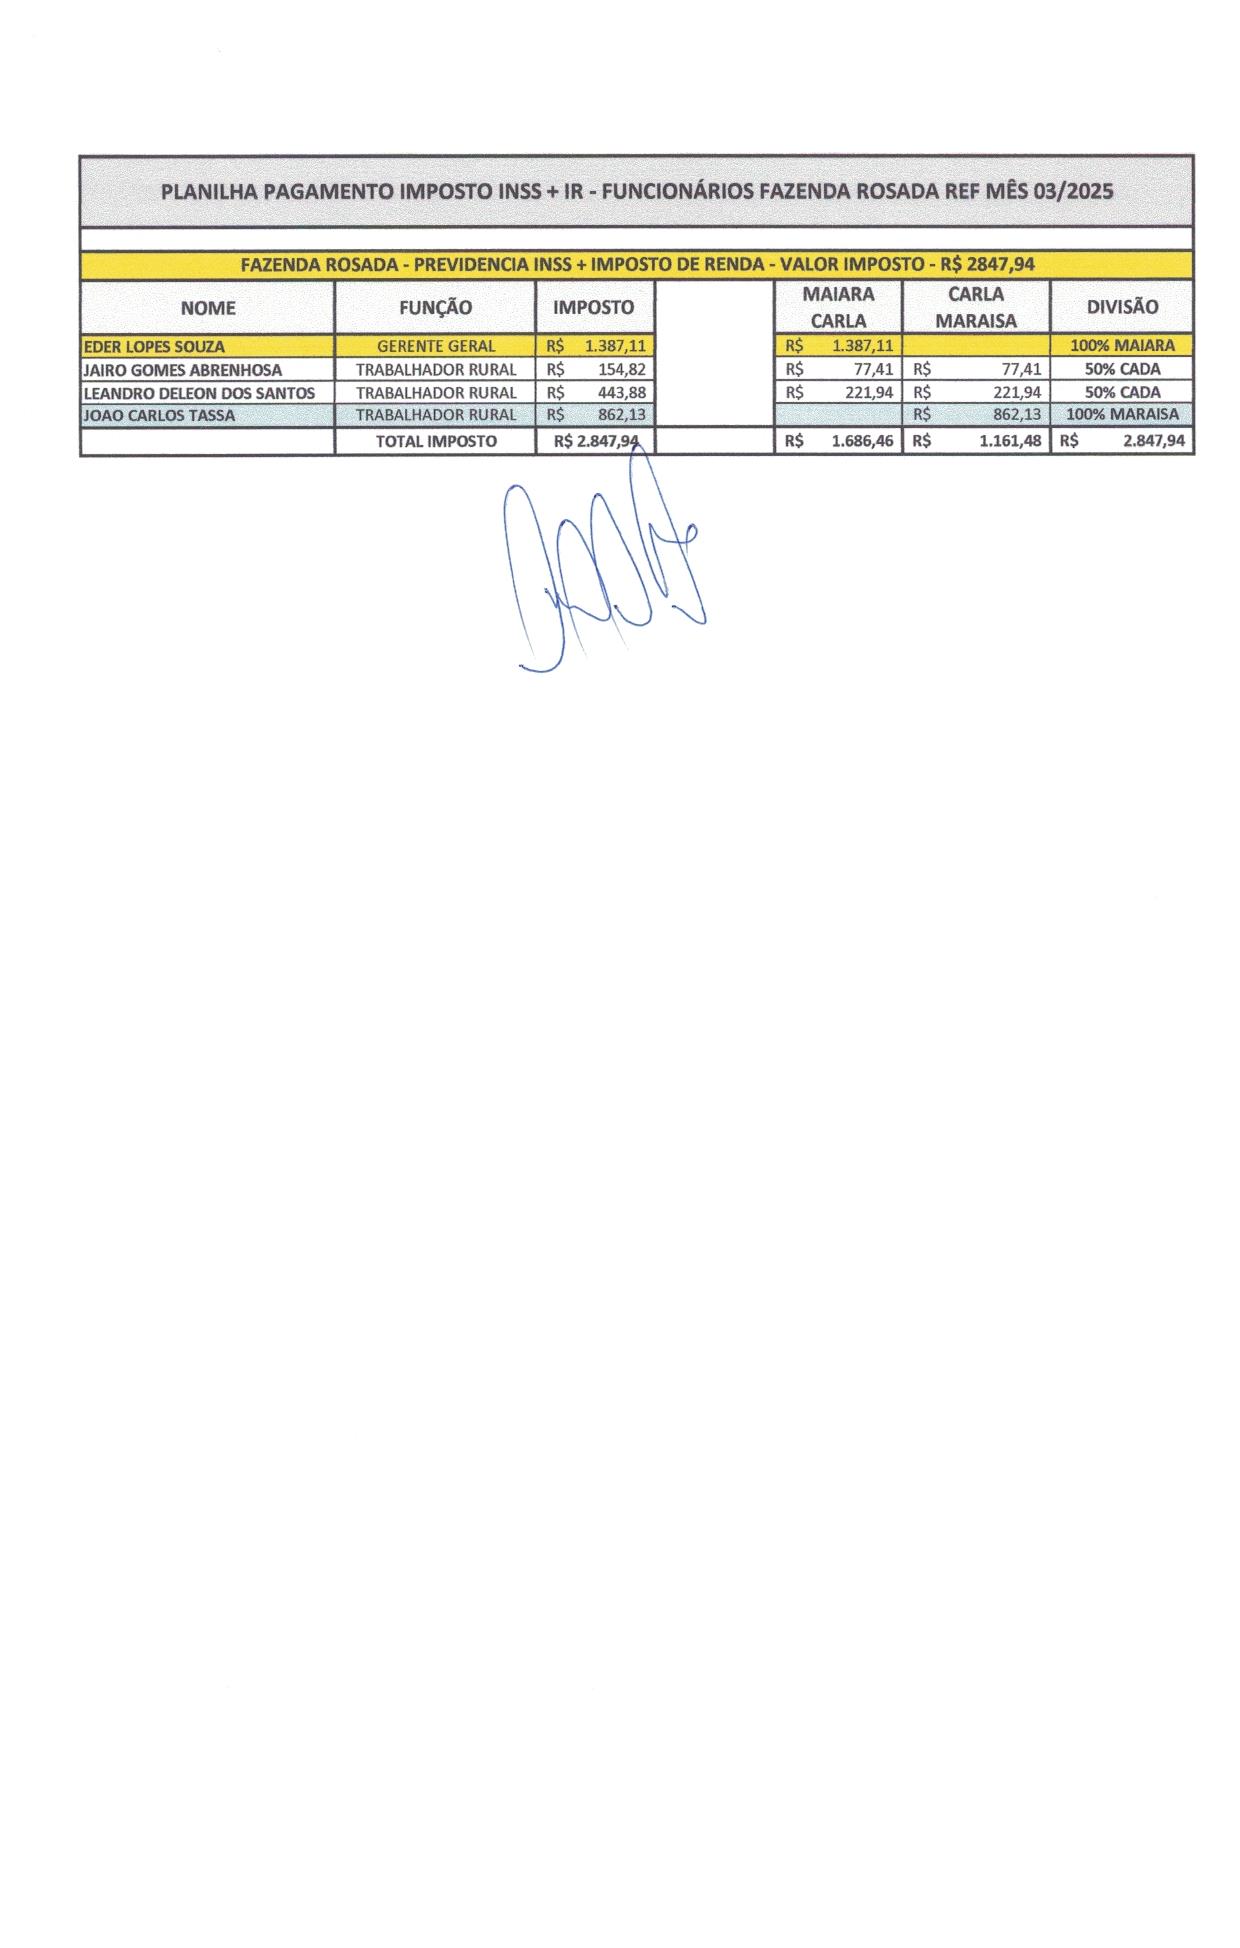 PLANILHA PAGAMENTO IMPOSTO INSS + IR - FUNCIONÁRIOS FAZENDA ROSADA REF MÊS 03/2025
FAZENDA ROSADA - PREVIDENCIA INSS + IMPOSTO DE RENDA - VALOR IMPOSTO - R$ 2847,94
NOME FUNÇÃO IMPOSTO MAIARA CARLA CARLA MARAISA DIVISÃO
EDER LOPES SOUZA GERENTE GERAL R$ 1.387,11 R$ 1.387,11 100% MAIARA
JAIRO GOMES ABRENHOSA TRABALHADOR RURAL R$ 154,82 R$ 77,41 R$ 77,41 50% CADA
LEANDRO DELEON DOS SANTOS TRABALHADOR RURAL R$ 443,88 R$ 221,94 R$ 221,94 50% CADA
JOAO CARLOS TASSA TRABALHADOR RURAL R$ 862,13 R$ 862,13 100% MARAISA
TOTAL IMPOSTO R$ 2.847,94 R$ 1.686,46 R$ 1.161,48 R$ 2.847,94